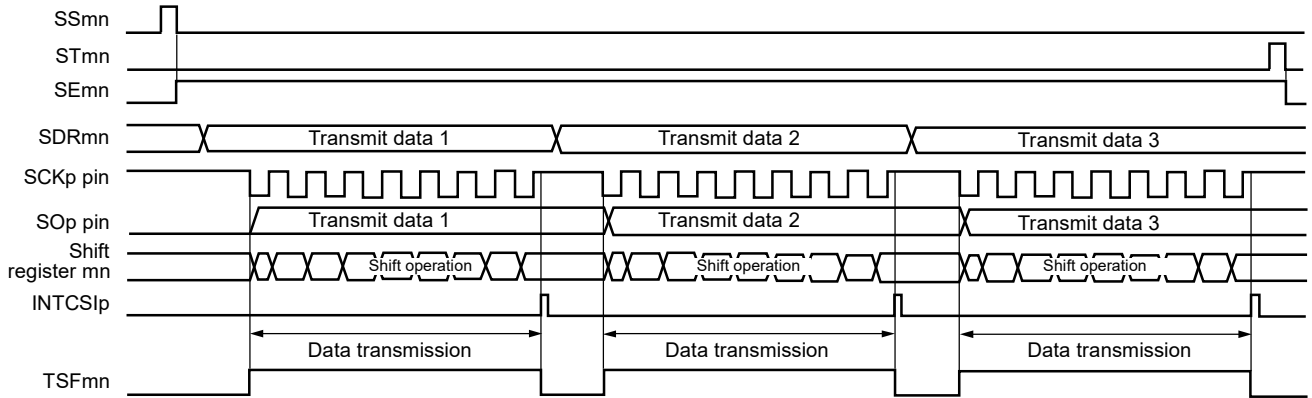 SSmn
STmn
SEmn
SDRmn Transmit data 1 Transmit data 2 Transmit data 3
SCKp pin
SOp pin Transmit data 1 Transmit data 2 Transmit data 3
Shift
register mn Shift operation Shift operation Shift operation
INTCSIp
Data transmission Data transmission Data transmission
TSFmn